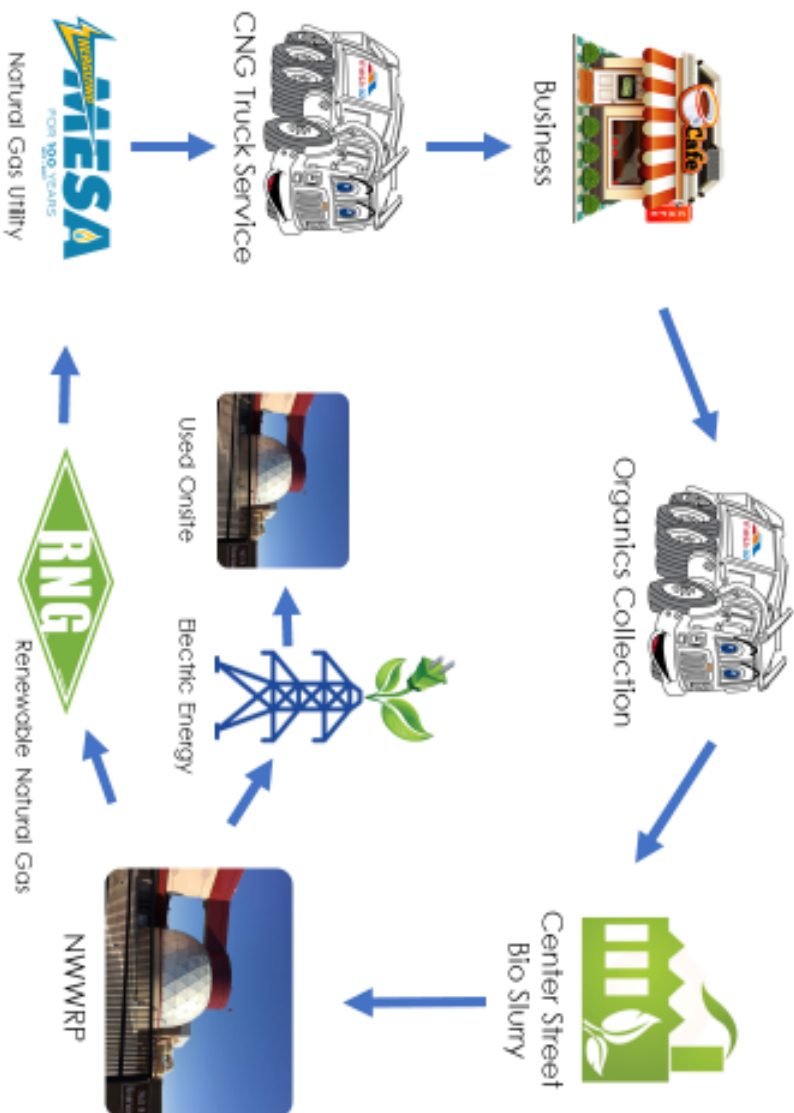 Cafe
Business
Organics Collection
CNG Truck Service
Center Street
Bio Slurry
Used Onsite
Electric Energy
MESA
FOR 100 YEARS
Natural Gas Utility
RNG
Renewable Natural Gas
NWWRP